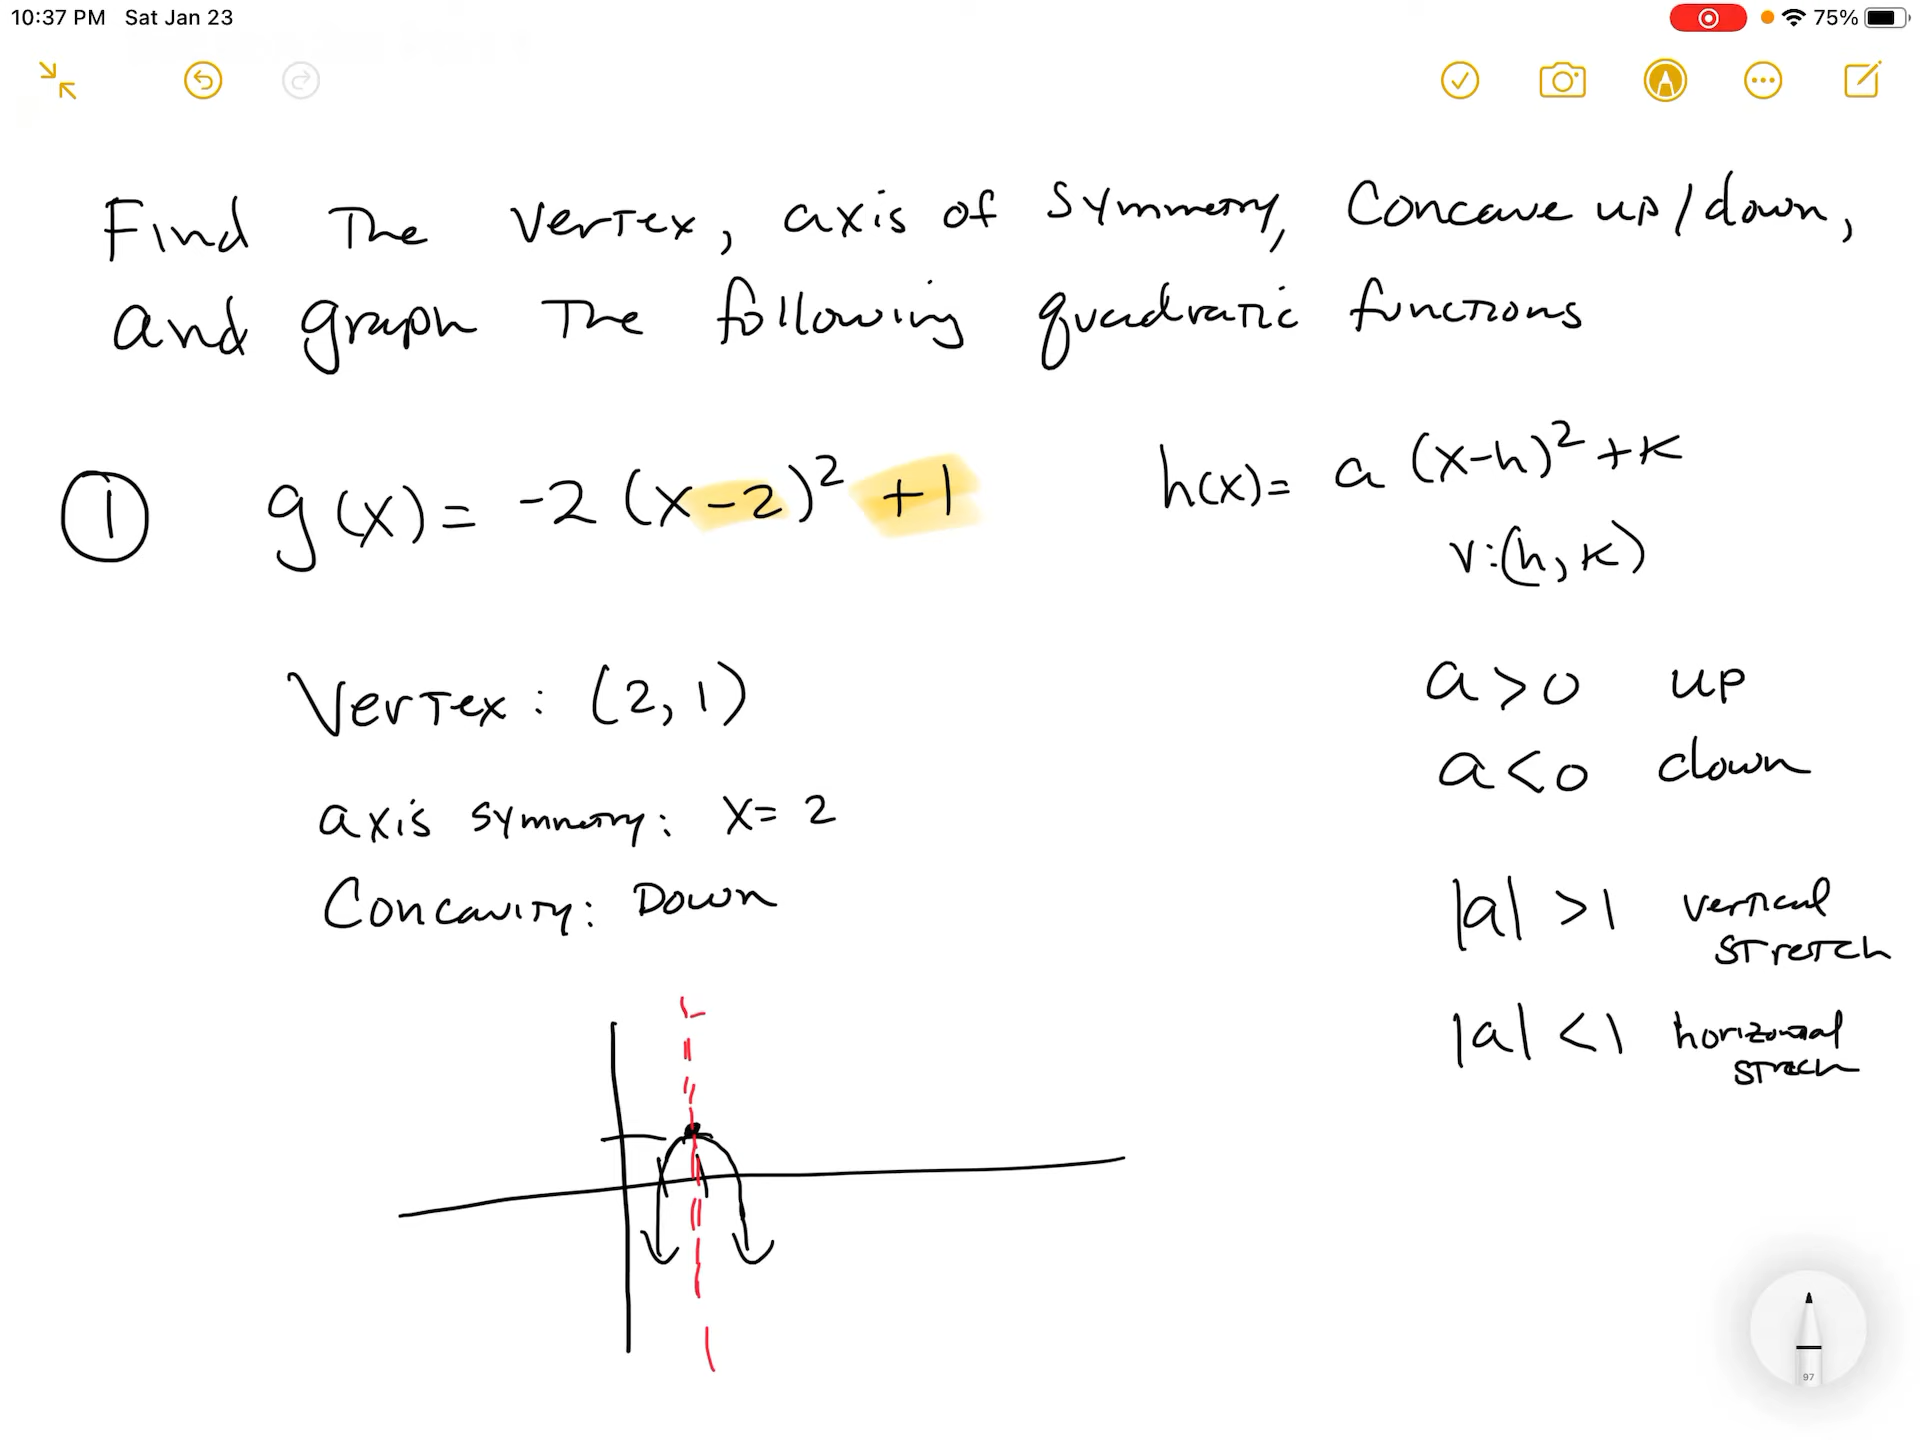 10:37 PM Sat Jan 23
75%
Find The Vertex, axis of Symmetry, Concave up/down,
and graph The following quadratic functions
① g(x) = -2 (x-2)² +1
h(x) = a (x-h)² + k
v:(h, k)
Vertex: (2, 1)
a>0 up
a<0 down
axis symmetry: x= 2
Concavity: Down
|a| >1 vertical
stretch
|a| <1 horizontal
strech
97